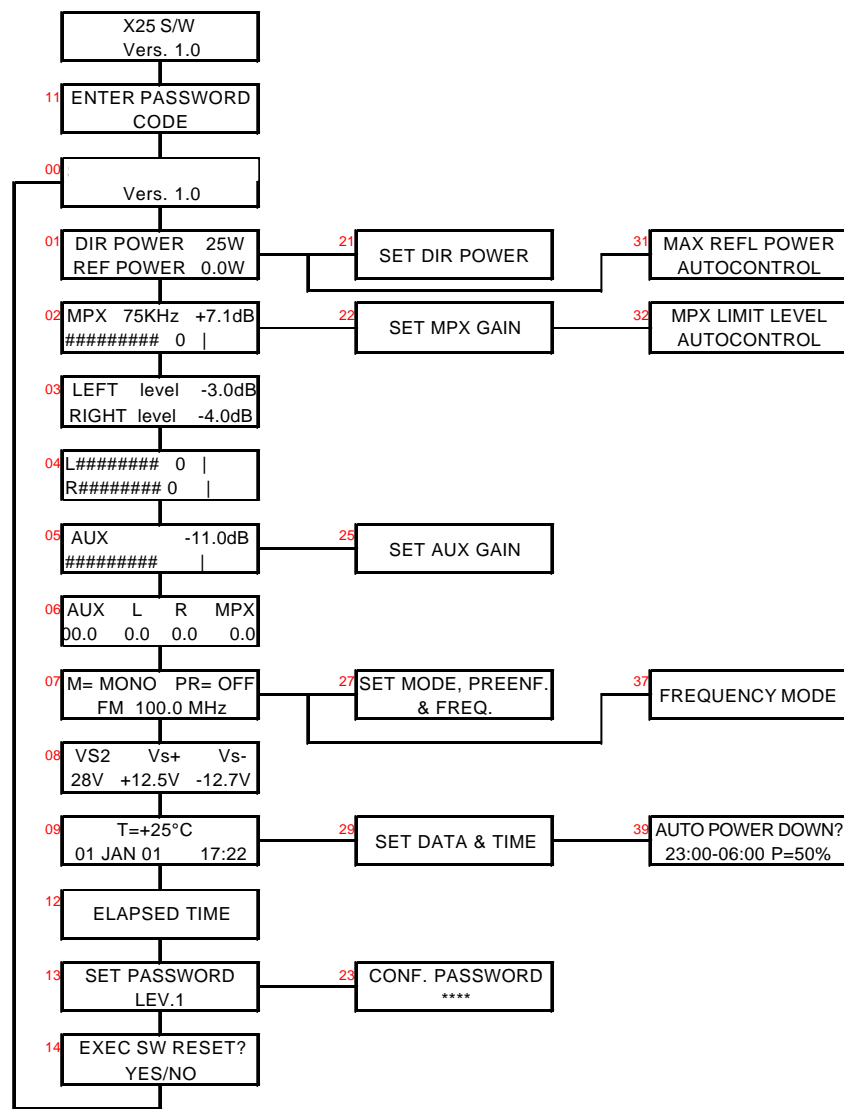 X25 S/W
Vers. 1.0
11
ENTER PASSWORD
CODE
00
Vers. 1.0
01
DIR POWER 25W
REF POWER 0.0W
21
SET DIR POWER
31
MAX REFL POWER
AUTOCONTROL
02
MPX 75KHz +7.1dB
######### 0 |
22
SET MPX GAIN
32
MPX LIMIT LEVEL
AUTOCONTROL
03
LEFT level -3.0dB
RIGHT level -4.0dB
04
L######## 0 |
R######## 0 |
05
AUX -11.0dB
######### |
25
SET AUX GAIN
06
AUX L R MPX
00.0 0.0 0.0 0.0
07
M= MONO PR= OFF
FM 100.0 MHz
27
SET MODE, PREENF.
& FREQ.
37
FREQUENCY MODE
08
VS2 Vs+ Vs-
28V +12.5V -12.7V
09
T=+25°C
01 JAN 01 17:22
29
SET DATA & TIME
39
AUTO POWER DOWN?
23:00-06:00 P=50%
12
ELAPSED TIME
13
SET PASSWORD
LEV.1
23
CONF. PASSWORD
****
14
EXEC SW RESET?
YES/NO